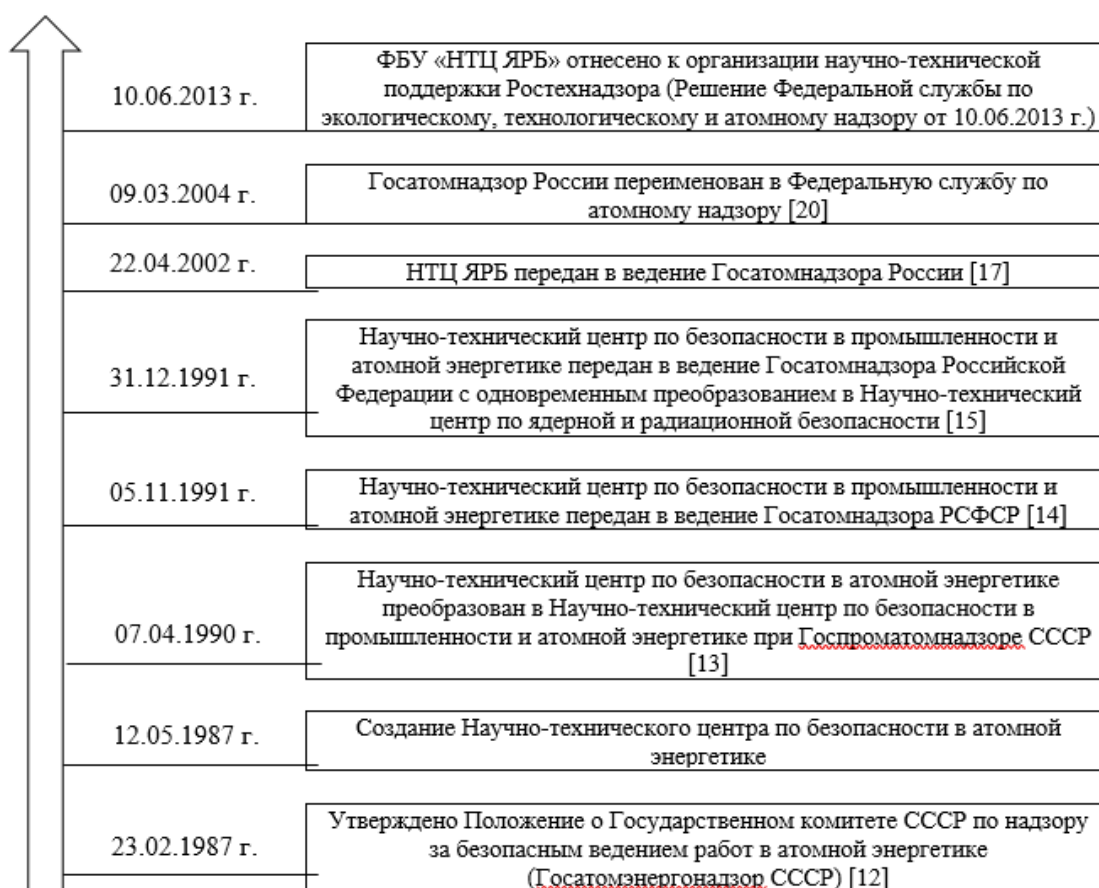 10.06.2013 г.
ФБУ «НТЦ ЯРБ» отнесено к организации научно-технической
поддержки Ростехнадзора (Решение Федеральной службы по
экологическому, технологическому и атомному надзору от 10.06.2013 г.)
09.03.2004 г.
Госатомнадзор России переименован в Федеральную службу по
атомному надзору [20]
22.04.2002 г.
НТЦ ЯРБ передан в ведение Госатомнадзора России [17]
31.12.1991 г.
Научно-технический центр по безопасности в промышленности и
атомной энергетике передан в ведение Госатомнадзора Российской
Федерации с одновременным преобразованием в Научно-технический
центр по ядерной и радиационной безопасности [15]
05.11.1991 г.
Научно-технический центр по безопасности в промышленности и
атомной энергетике передан в ведение Госатомнадзора РСФСР [14]
07.04.1990 г.
Научно-технический центр по безопасности в атомной энергетике
преобразован в Научно-технический центр по безопасности в
промышленности и атомной энергетике при Госпроматомнадзоре СССР
[13]
12.05.1987 г.
Создание Научно-технического центра по безопасности в атомной
энергетике
23.02.1987 г.
Утверждено Положение о Государственном комитете СССР по надзору
за безопасным ведением работ в атомной энергетике
(Госатомэнергонадзор СССР) [12]